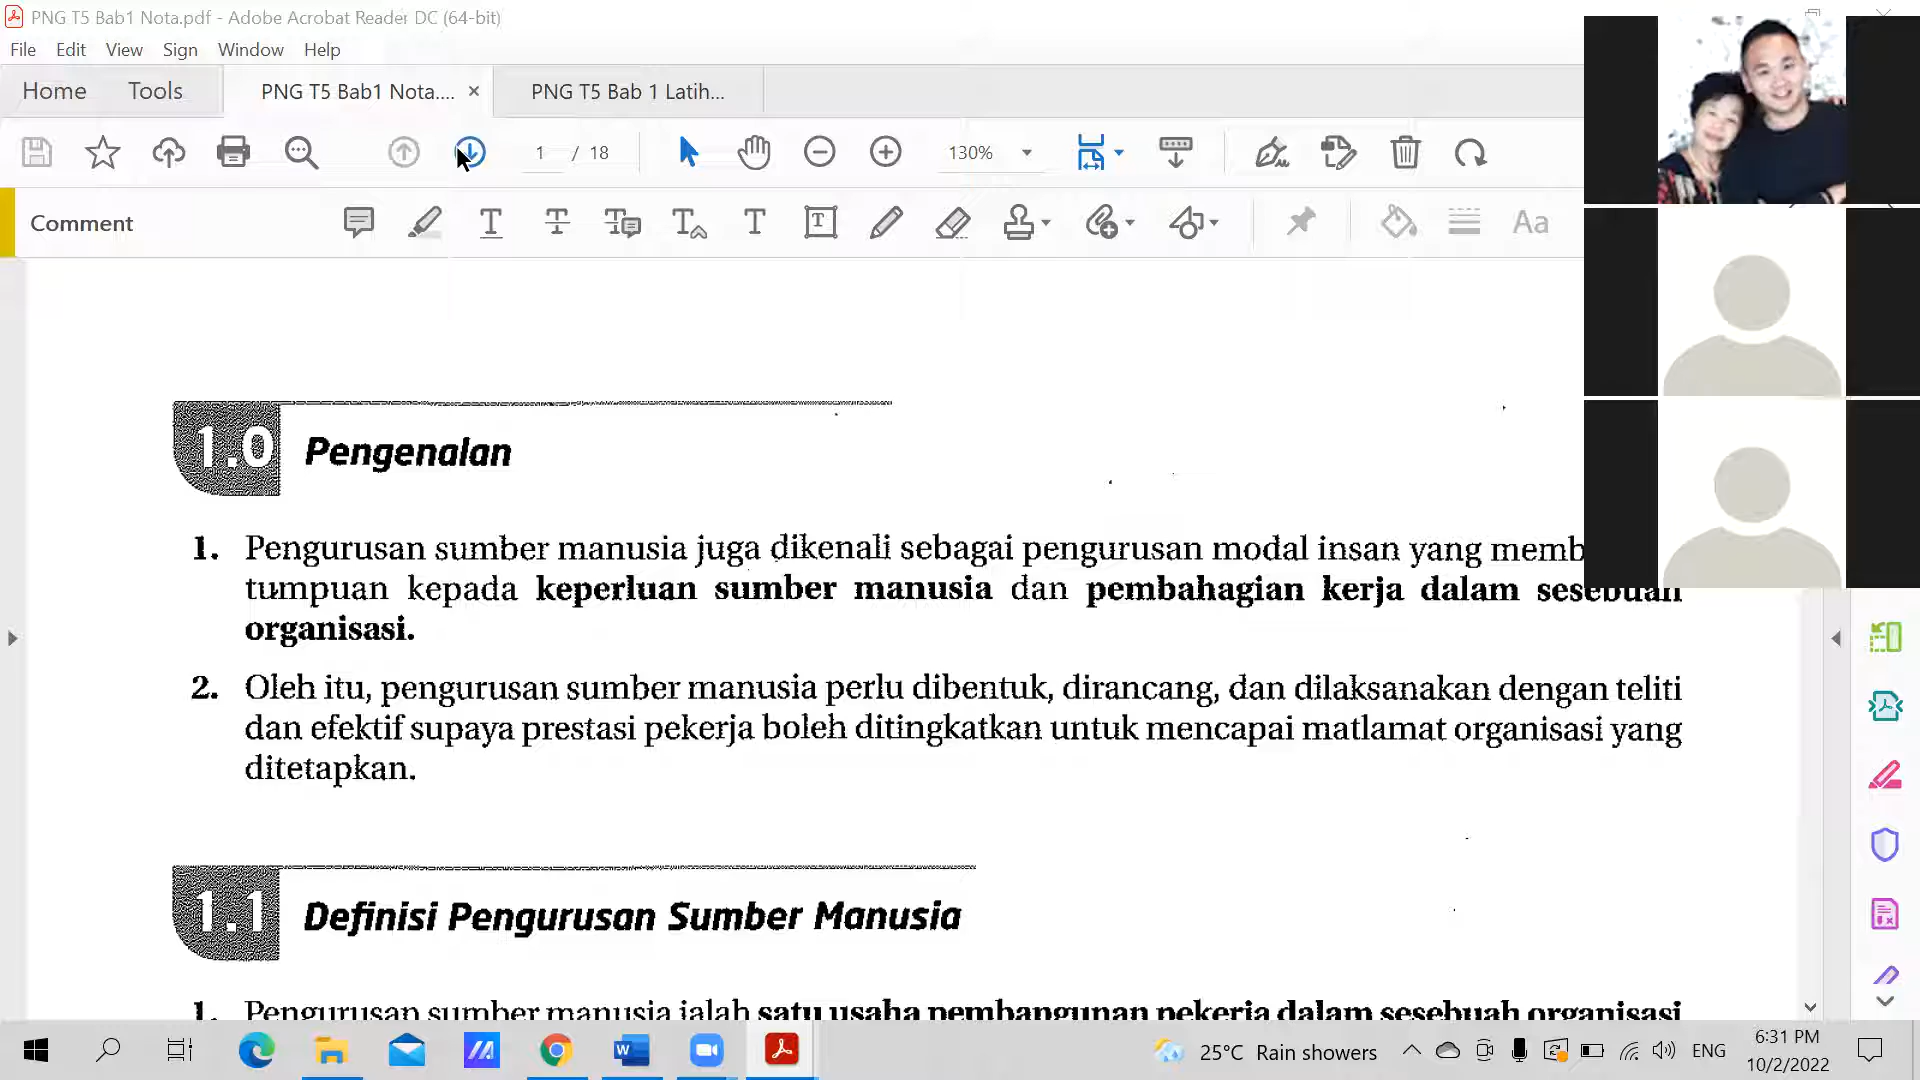 PNG T5 Bab1 Nota.pdf - Adobe Acrobat Reader DC (64-bit)
File Edit View Sign Window Help
Home Tools PNG T5 Bab1 Nota.... × PNG T5 Bab 1 Latih...
1 / 18 130%
Comment Aa
1.0 Pengenalan
1. Pengurusan sumber manusia juga dikenali sebagai pengurusan modal insan yang memb
tumpuan kepada keperluan sumber manusia dan pembahagian kerja dalam sesebuah
organisasi.
2. Oleh itu, pengurusan sumber manusia perlu dibentuk, dirancang, dan dilaksanakan dengan teliti
dan efektif supaya prestasi pekerja boleh ditingkatkan untuk mencapai matlamat organisasi yang
ditetapkan.
1.1 Definisi Pengurusan Sumber Manusia
1. Pengurusan sumber manusia ialah satu usaha pembangunan pekerja dalam sesebuah organisasi
25°C Rain showers ENG 6:31 PM
10/2/2022